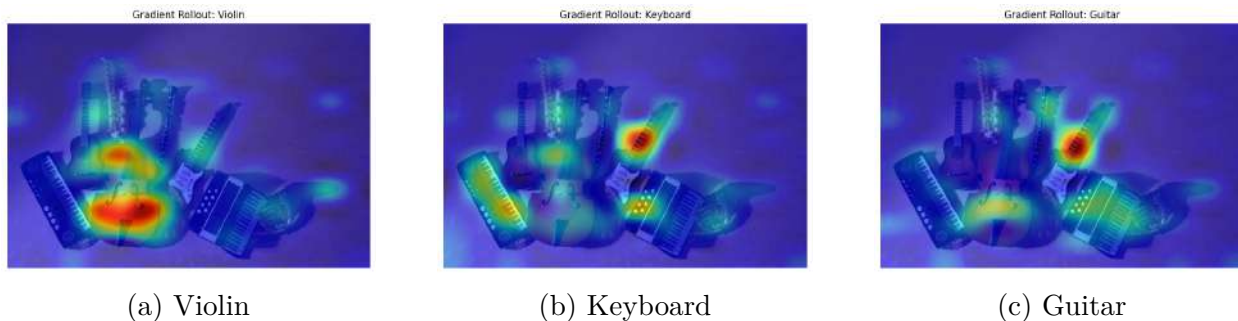 Gradient Rollout: Violin
Gradient Rollout: Keyboard
Gradient Rollout: Guitar
(a) Violin
(b) Keyboard
(c) Guitar